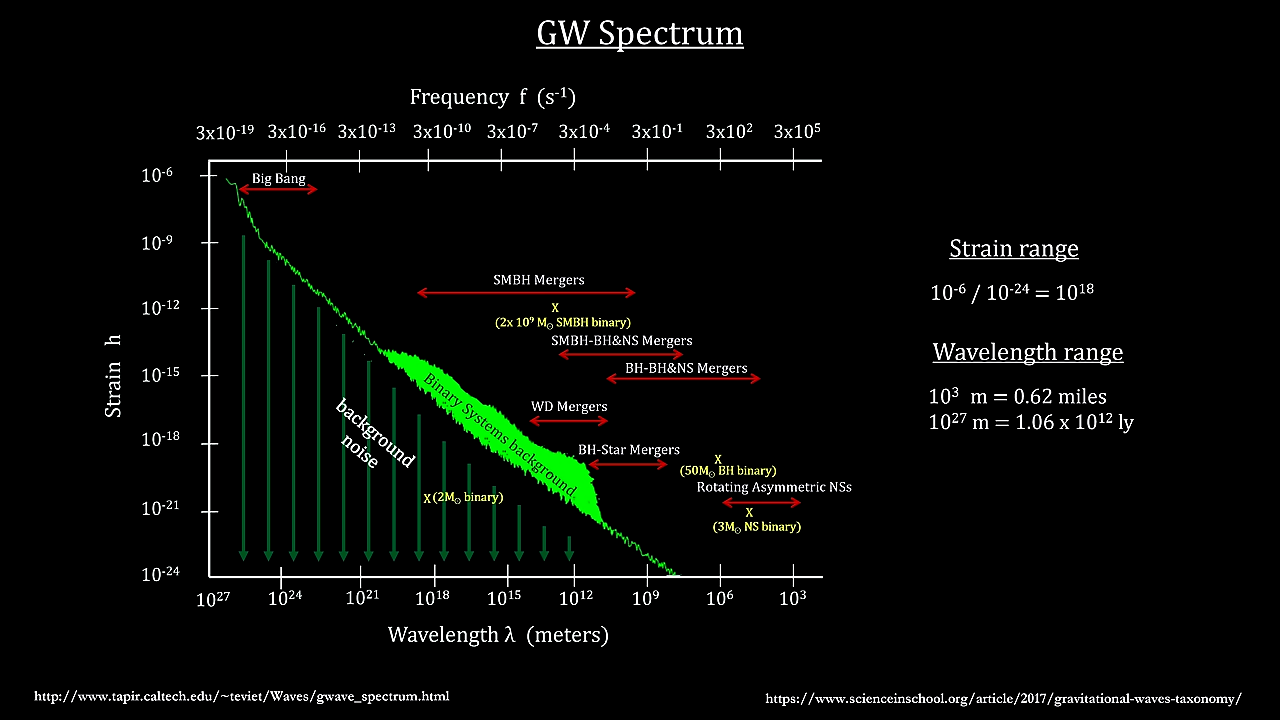 GW Spectrum
Frequency f (s⁻¹)
3x10⁻¹⁹ 3x10⁻¹⁶ 3x10⁻¹³ 3x10⁻¹⁰ 3x10⁻⁷ 3x10⁻⁴ 3x10⁻¹ 3x10² 3x10⁵
10⁻⁶
Big Bang
10⁻⁹
10⁻¹²
10⁻¹⁵
10⁻¹⁸
10⁻²¹
10⁻²⁴
Strain h
SMBH Mergers
X
(2x 10⁹ M☉ SMBH binary)
SMBH-BH&NS Mergers
BH-BH&NS Mergers
WD Mergers
BH-Star Mergers
X
(50M☉ BH binary)
Rotating Asymmetric NSs
X
(3M☉ NS binary)
Binary Systems background
background
noise
X (2M☉ binary)
10²⁷ 10²⁴ 10²¹ 10¹⁸ 10¹⁵ 10¹² 10⁹ 10⁶ 10³
Wavelength λ (meters)
Strain range
10⁻⁶ / 10⁻²⁴ = 10¹⁸
Wavelength range
10³ m = 0.62 miles
10²⁷ m = 1.06 x 10¹² ly
http://www.tapir.caltech.edu/~teviet/Waves/gwave_spectrum.html
https://www.scienceinschool.org/article/2017/gravitational-waves-taxonomy/